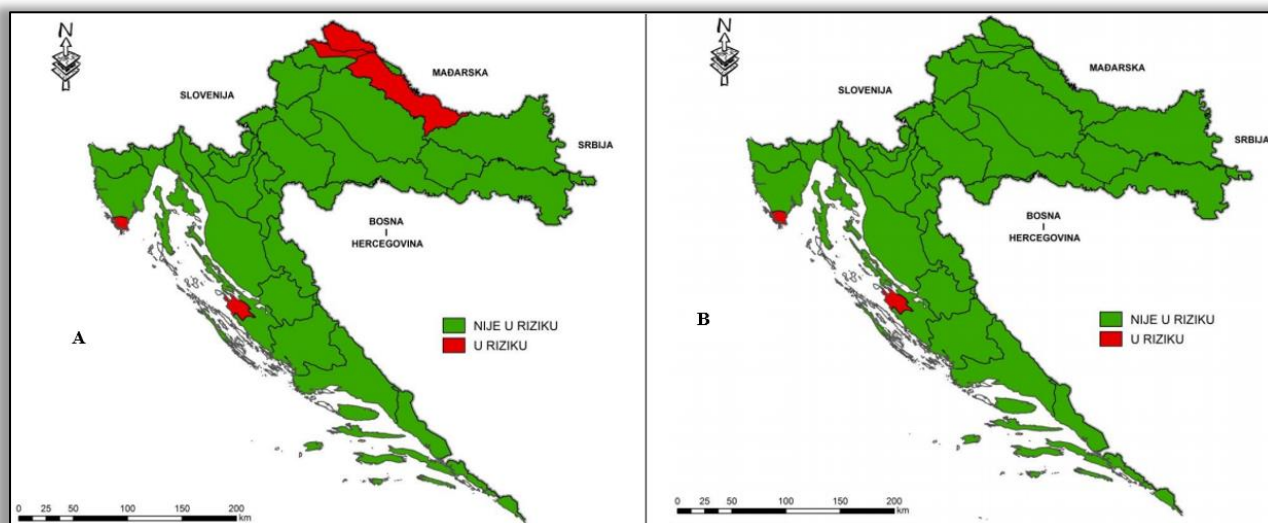 N
MAĐARSKA
SLOVENIJA
SRBIJA
BOSNA
I
HERCEGOVINA
A
NIJE U RIZIKU
U RIZIKU
0 25 50 100 150 200
km
N
MAĐARSKA
SLOVENIJA
SRBIJA
BOSNA
I
HERCEGOVINA
B
NIJE U RIZIKU
U RIZIKU
0 25 50 100 150 200
km